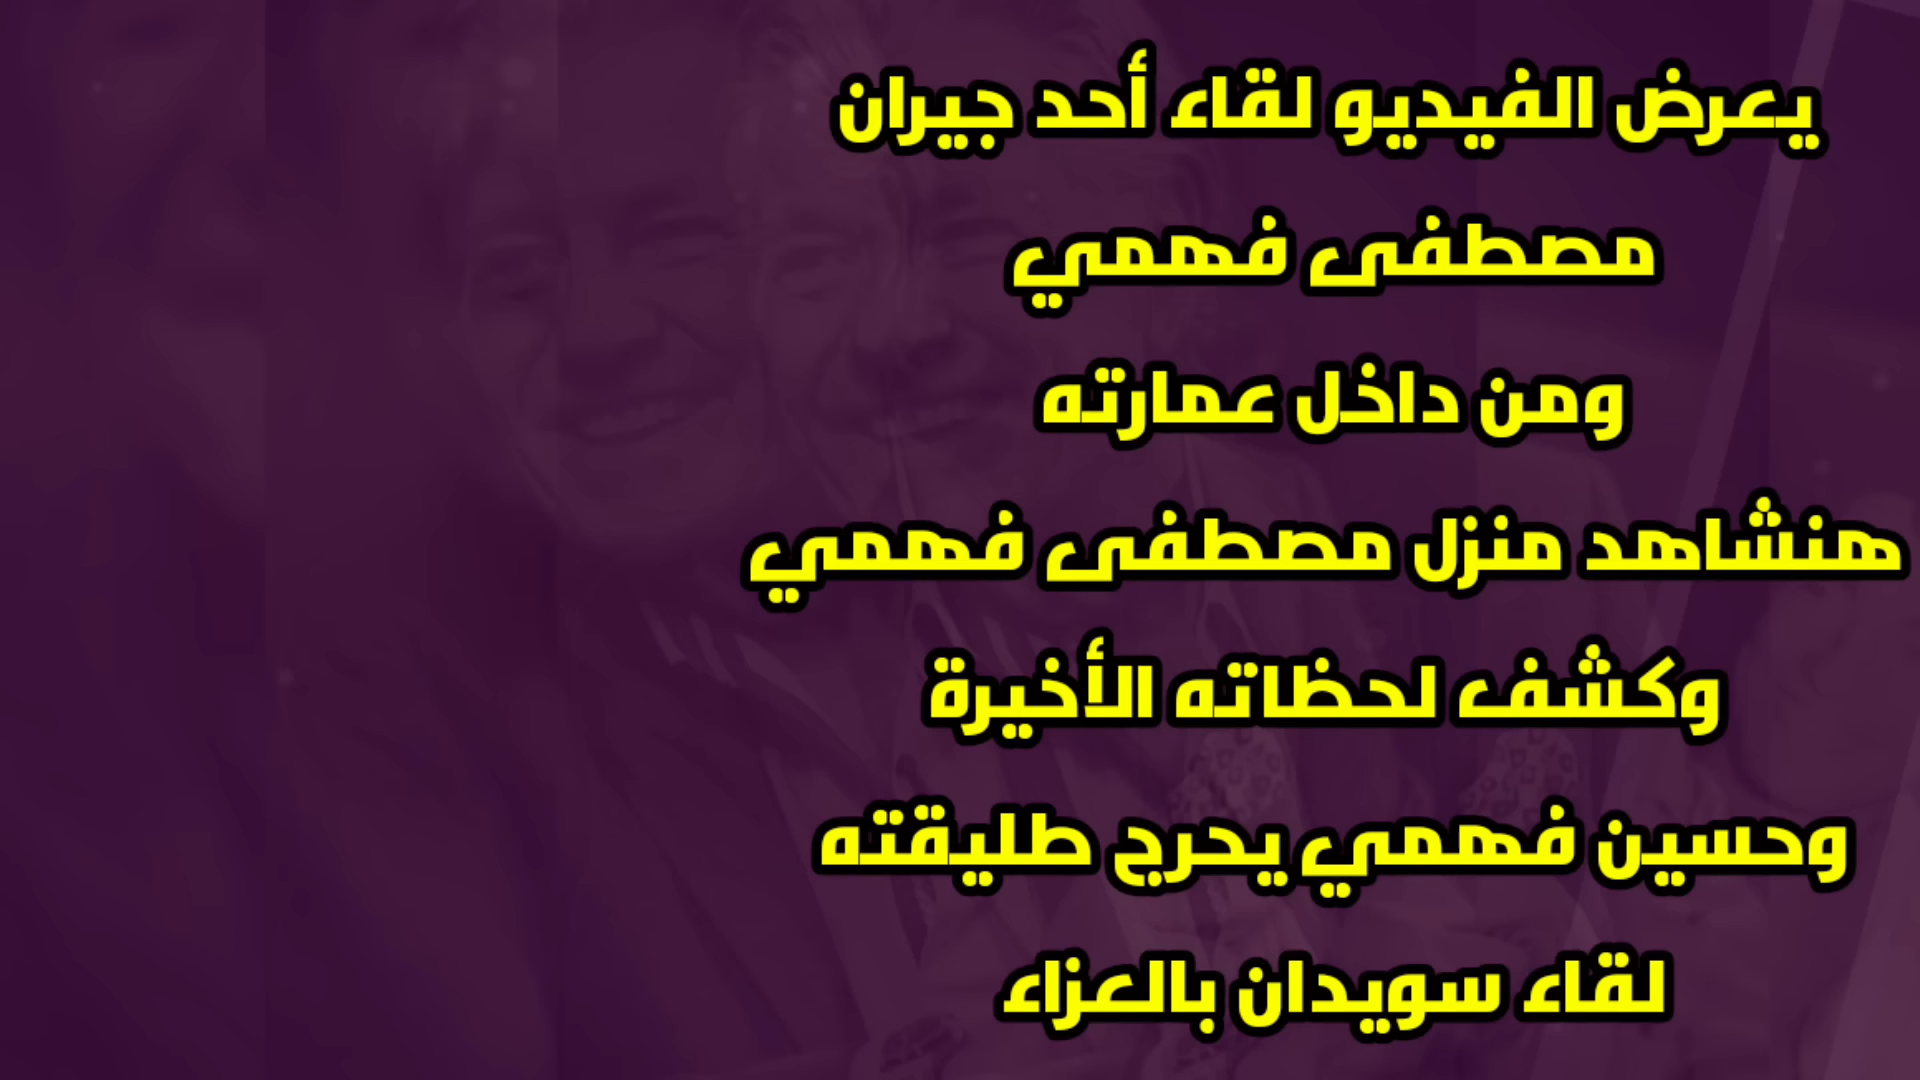 يعرض الفيديو لقاء أحد جيران
مصطفى فهمي
ومن داخل عمارته
هنشاهد منزل مصطفى فهمي
وكشف لحظاته الأخيرة
وحسين فهمي يحرج طليقته
لقاء سويدان بالعزاء